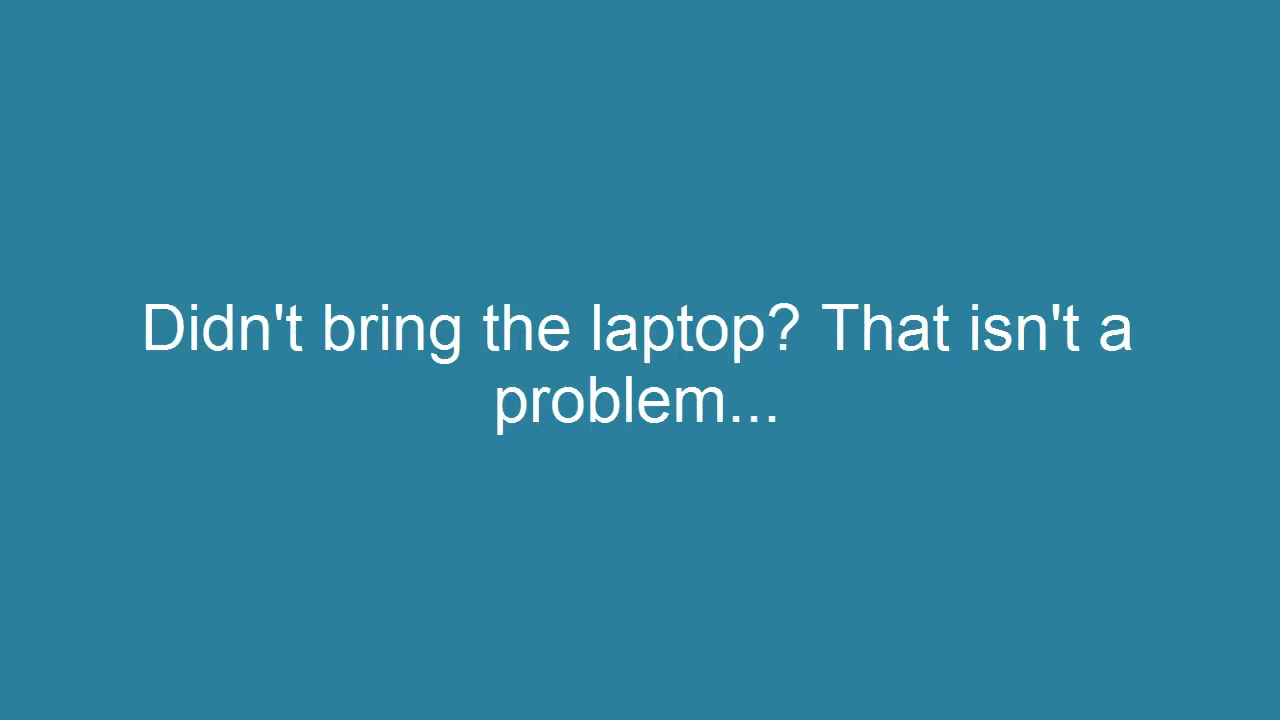 Didn't bring the laptop? That isn't a
problem...